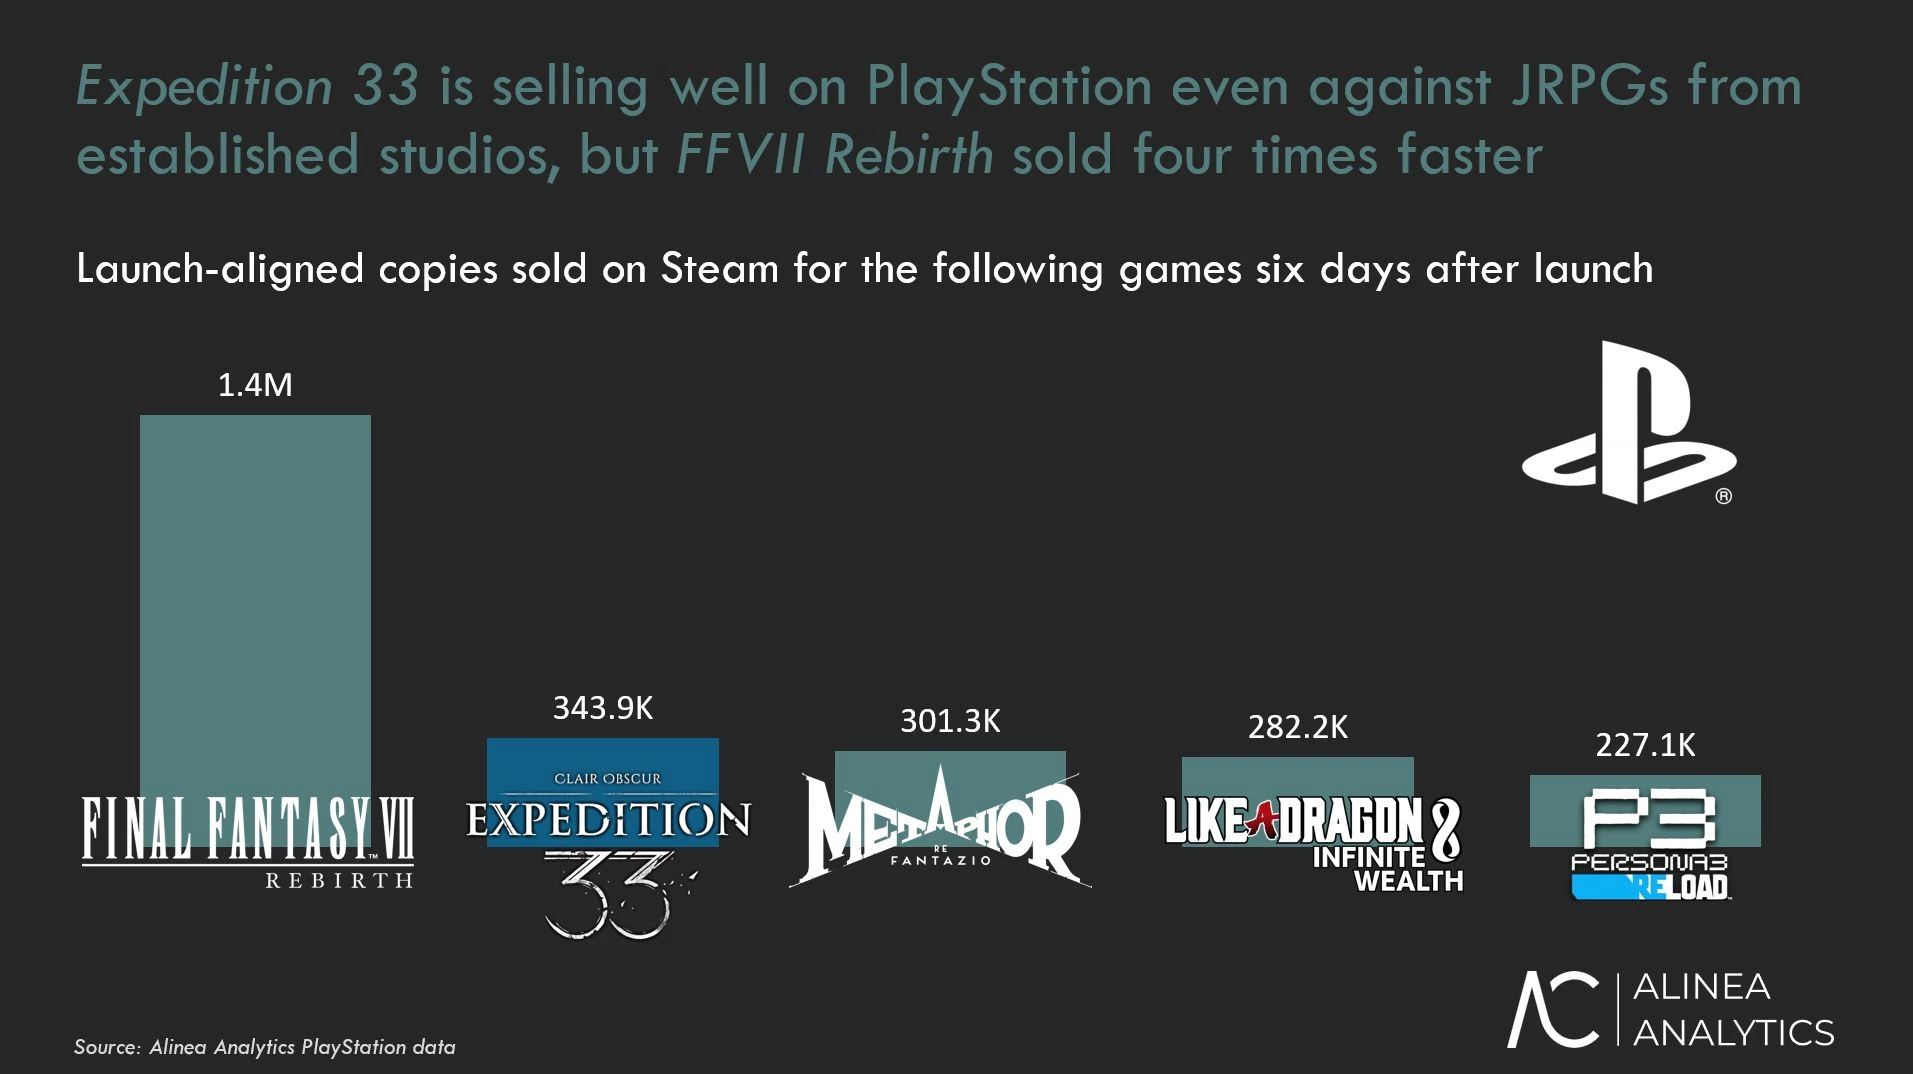 Expedition 33 is selling well on PlayStation even against JRPGs from
established studios, but FFVII Rebirth sold four times faster
Launch-aligned copies sold on Steam for the following games six days after launch
1.4M
343.9K
301.3K
282.2K
227.1K
®
FINAL FANTASY VII™
REBIRTH
CLAIR OBSCUR
EXPEDITION
33
METAPHOR
RE
FANTAZIO
LIKE A DRAGON 8
INFINITE
WEALTH
P3
PERSONA3
RELOAD™
AC
ALINEA
ANALYTICS
Source: Alinea Analytics PlayStation data